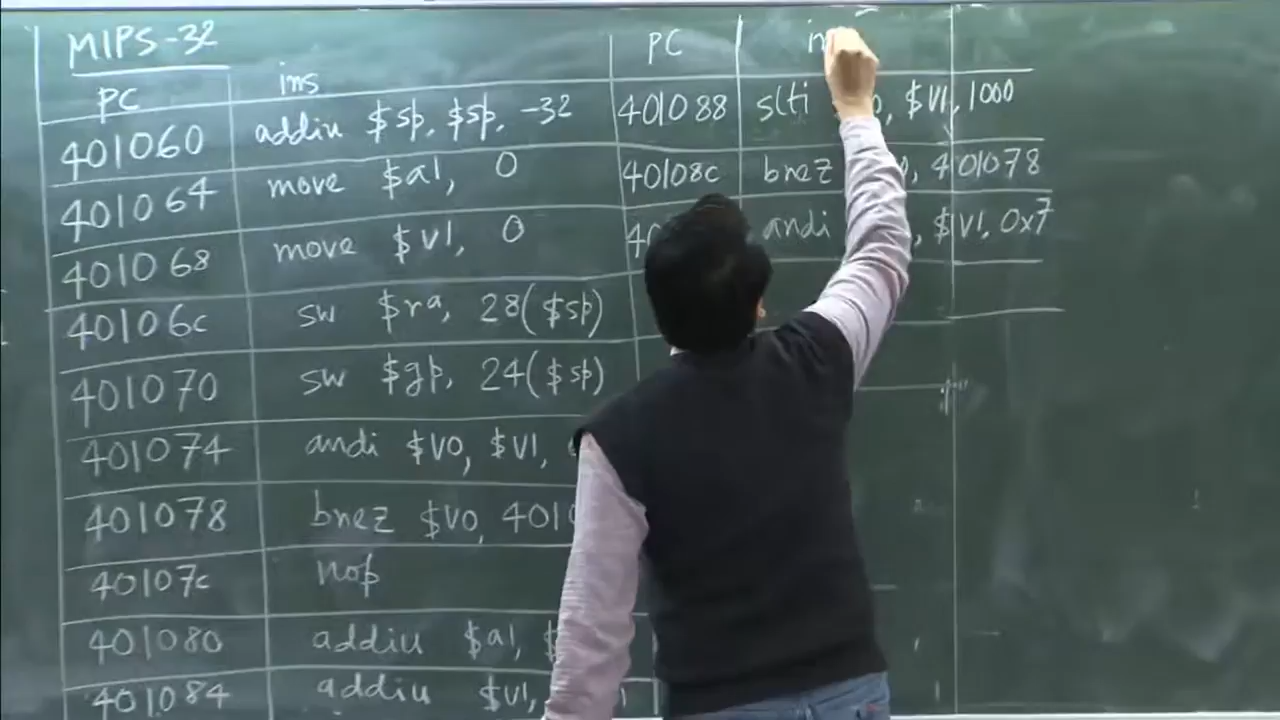 MIPS-32
PC ins
401060 addiu $sp, $sp, -32
401064 move $a1, 0
401068 move $v1, 0
40106c sw $ra, 28($sp)
401070 sw $gp, 24($sp)
401074 andi $v0, $v1,
401078 bnez $v0,
40107c nop
401080 addiu $a1,
401084 addiu $v1,
PC
401088 slti $v1, 1000
40108c bnez 401078
andi $v1, 0x7